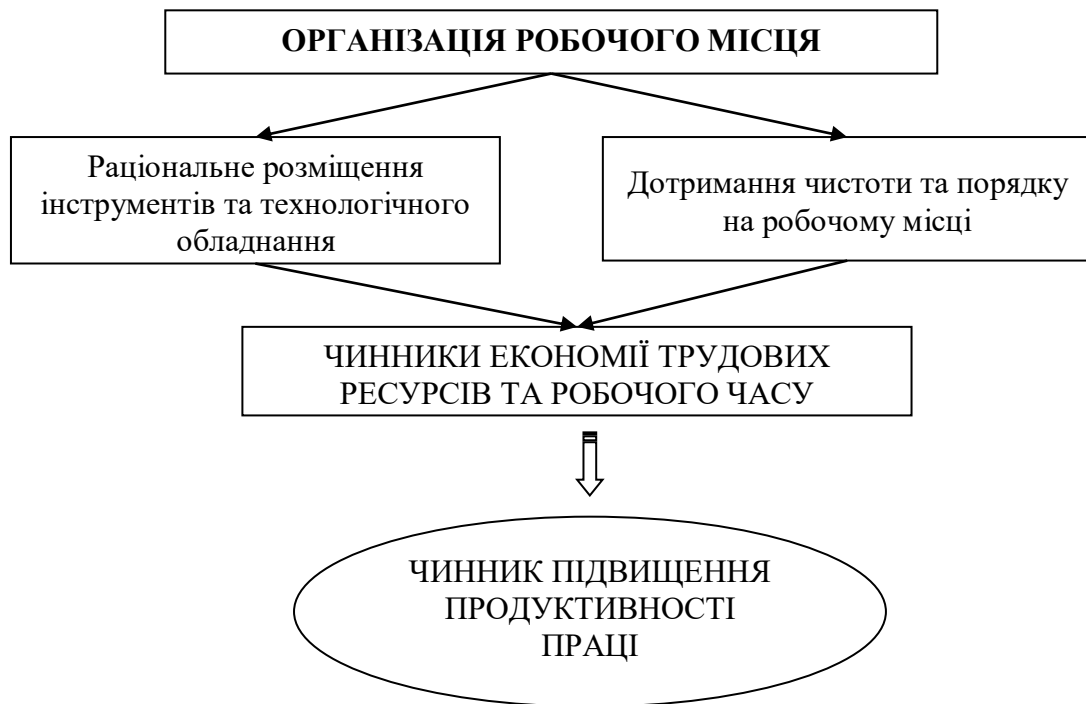 ОРГАНІЗАЦІЯ РОБОЧОГО МІСЦЯ
Раціональне розміщення
інструментів та технологічного
обладнання
Дотримання чистоти та порядку
на робочому місці
ЧИННИКИ ЕКОНОМІЇ ТРУДОВИХ
РЕСУРСІВ ТА РОБОЧОГО ЧАСУ
ЧИННИК ПІДВИЩЕННЯ
ПРОДУКТИВНОСТІ
ПРАЦІ